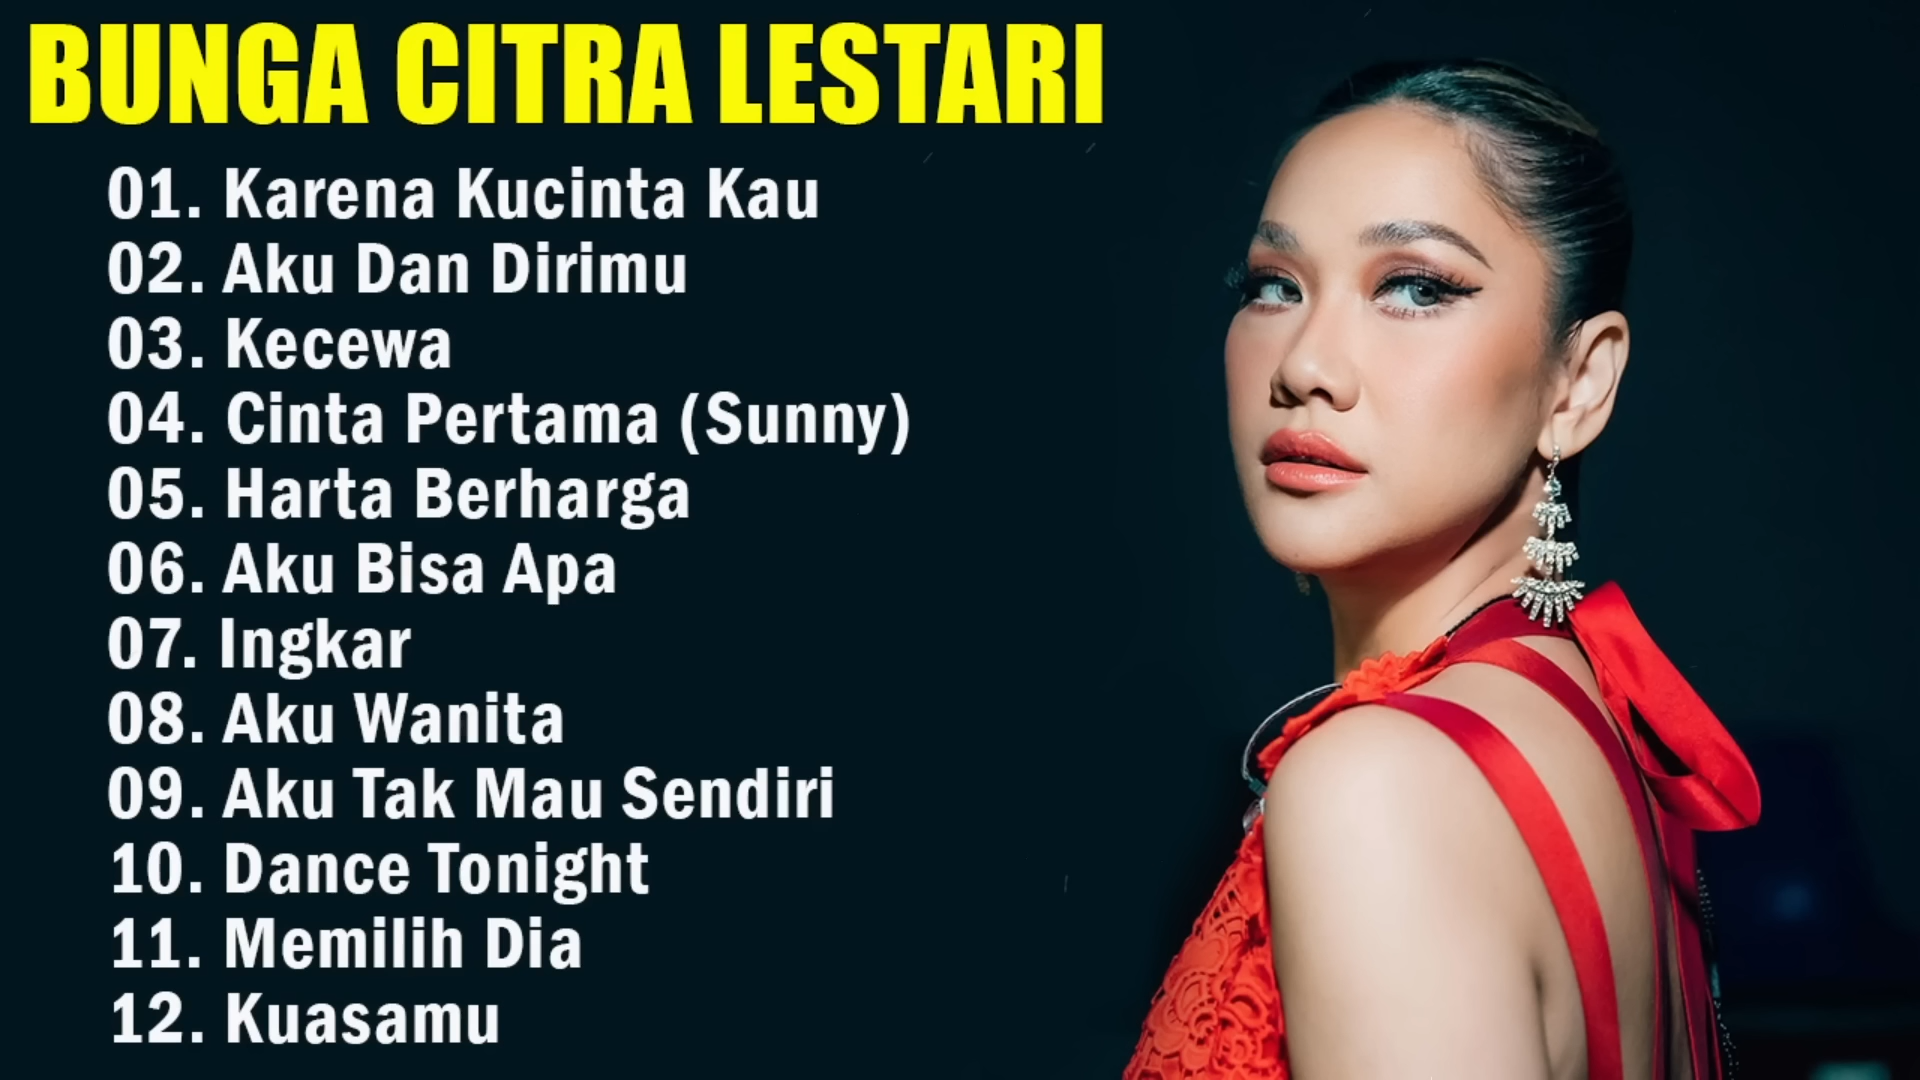 BUNGA CITRA LESTARI
01. Karena Kucinta Kau
02. Aku Dan Dirimu
03. Kecewa
04. Cinta Pertama (Sunny)
05. Harta Berharga
06. Aku Bisa Apa
07. Ingkar
08. Aku Wanita
09. Aku Tak Mau Sendiri
10. Dance Tonight
11. Memilih Dia
12. Kuasamu